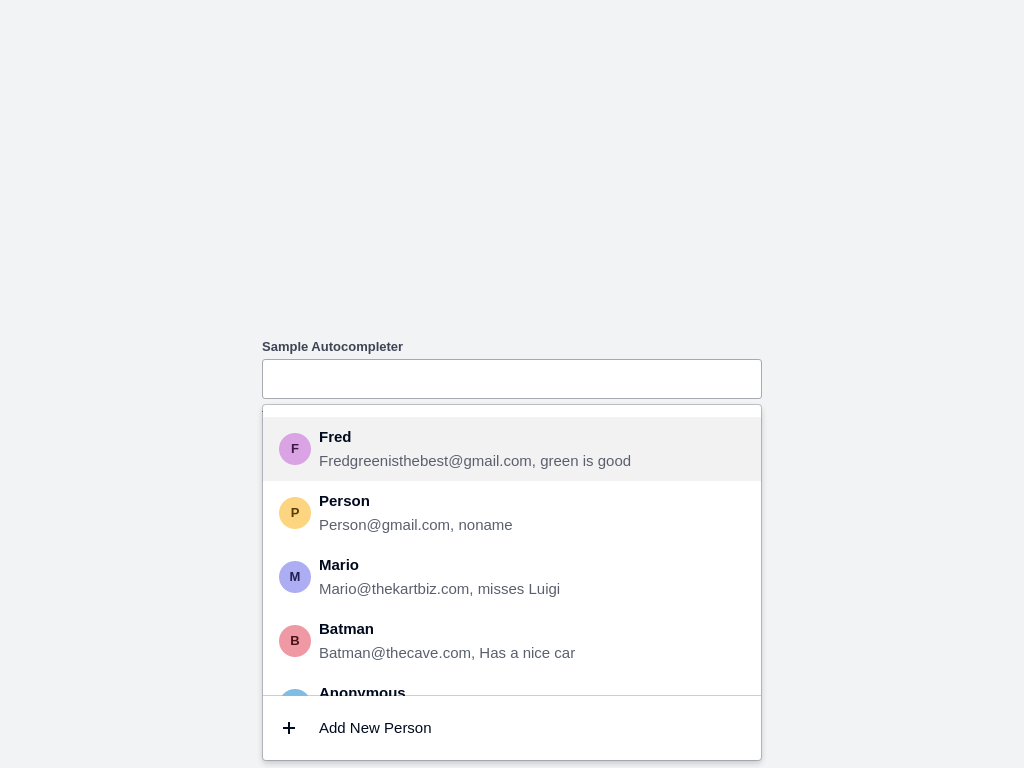 Sample Autocompleter
F
Fred
Fredgreenisthebest@gmail.com, green is good
P
Person
Person@gmail.com, noname
M
Mario
Mario@thekartbiz.com, misses Luigi
B
Batman
Batman@thecave.com, Has a nice car
Anonymous
+ Add New Person